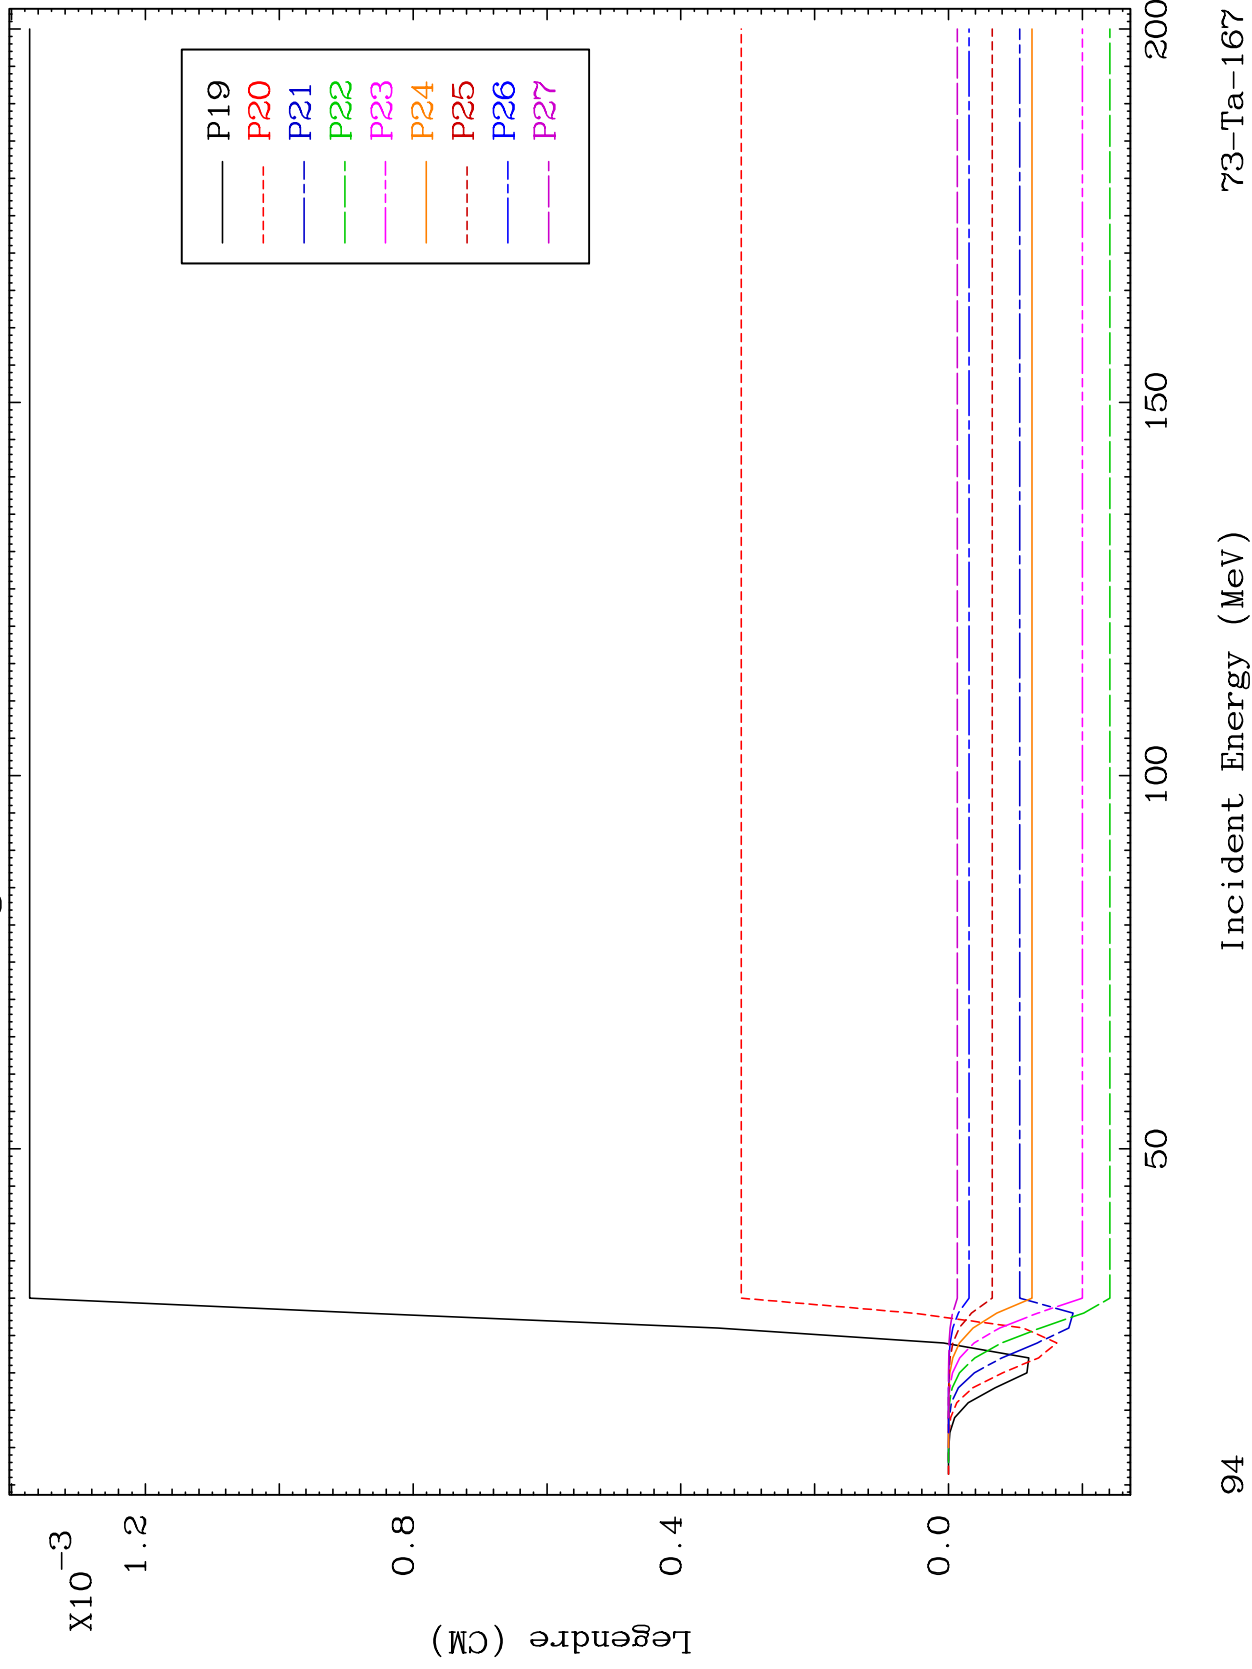 X10^-3
1.2
0.8
0.4
0.0
Legendre (CM)
P19
P20
P21
P22
P23
P24
P25
P26
P27
50
100
150
200
94
Incident Energy (MeV)
73-Ta-167